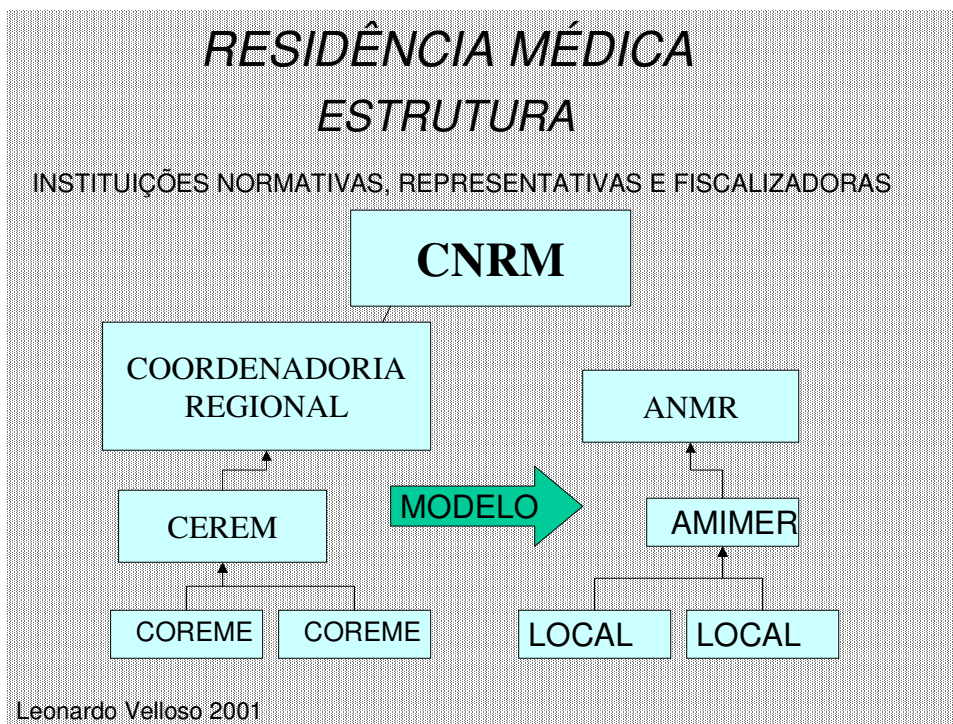 RESIDÊNCIA MÉDICA
ESTRUTURA
INSTITUIÇÕES NORMATIVAS, REPRESENTATIVAS E FISCALIZADORAS
CNRM
COORDENADORIA
REGIONAL
ANMR
MODELO
CEREM
AMIMER
COREME
COREME
LOCAL
LOCAL
Leonardo Velloso 2001